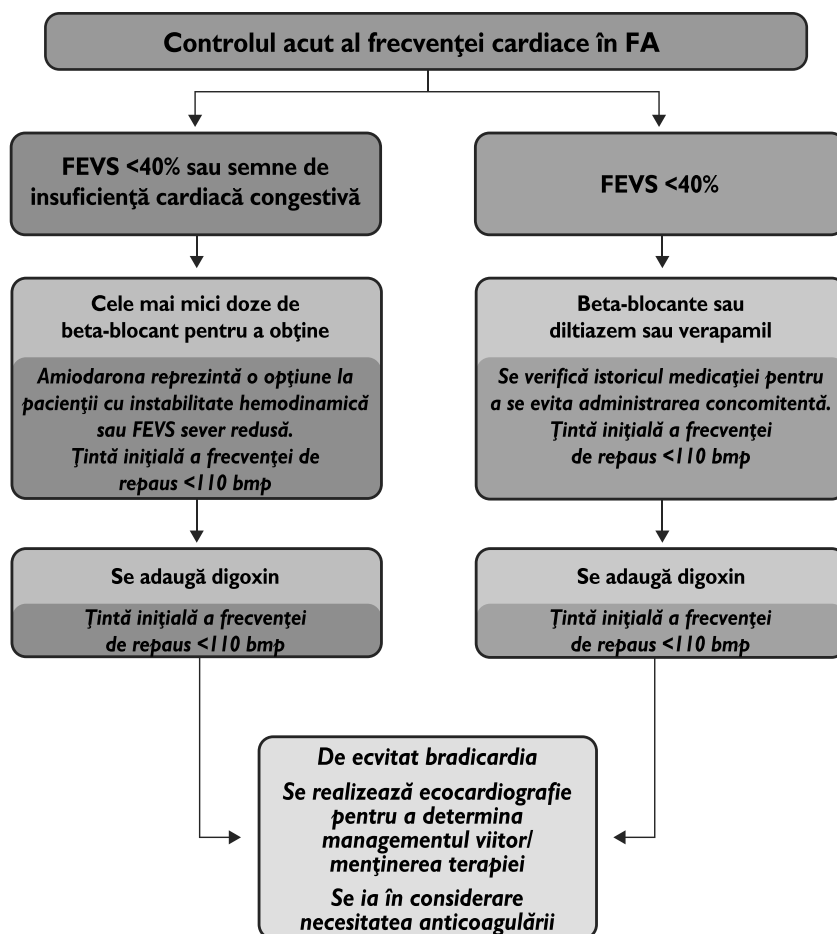 Controlul acut al frecvenţei cardiace în FA
FEVS <40% sau semne de
insuficienţă cardiacă congestivă
FEVS <40%
Cele mai mici doze de
beta-blocant pentru a obţine
Amiodarona reprezintă o opţiune la
pacienţii cu instabilitate hemodinamică
sau FEVS sever redusă.
Ţintă iniţială a frecvenţei de
repaus <110 bmp
Beta-blocante sau
diltiazem sau verapamil
Se verifică istoricul medicaţiei pentru
a se evita administrarea concomitentă.
Ţintă iniţială a frecvenţei
de repaus <110 bmp
Se adaugă digoxin
Ţintă iniţială a frecvenţei
de repaus <110 bmp
Se adaugă digoxin
Ţintă iniţială a frecvenţei
de repaus <110 bmp
De ecvitat bradicardia
Se realizează ecocardiografie
pentru a determina
managementul viitor/
menţinerea terapiei
Se ia în considerare
necesitatea anticoagulării